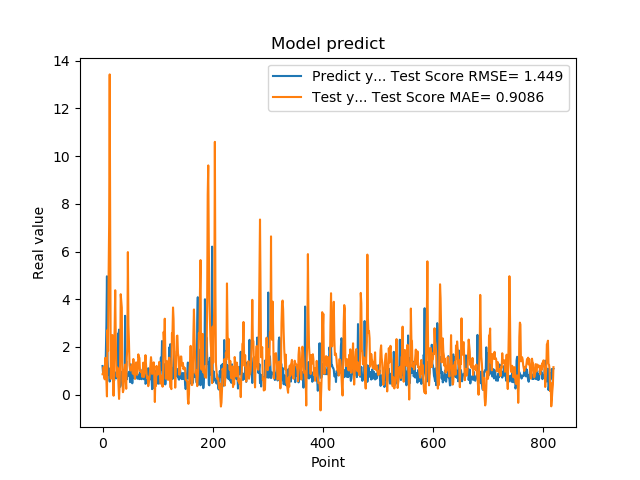 Model predict
Predict y... Test Score RMSE= 1.449
Test y... Test Score MAE= 0.9086
Real value
14
12
10
8
6
4
2
0
0 200 400 600 800
Point